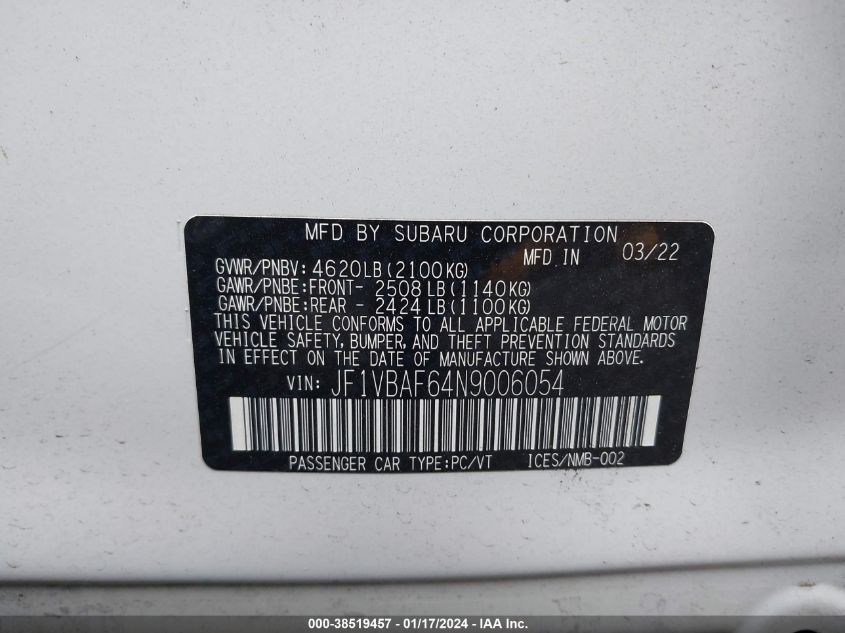 MFD BY SUBARU CORPORATION
MFD IN 03/22
GVWR/PNBV: 4620LB(2100KG)
GAWR/PNBE:FRONT- 2508LB(1140KG)
GAWR/PNBE:REAR - 2424LB(1100KG)
THIS VEHICLE CONFORMS TO ALL APPLICABLE FEDERAL MOTOR
VEHICLE SAFETY, BUMPER, AND THEFT PREVENTION STANDARDS
IN EFFECT ON THE DATE OF MANUFACTURE SHOWN ABOVE.
VIN: JF1VBAF64N9006054
PASSENGER CAR TYPE:PC/VT ICES/NMB-002
000-38519457 - 01/17/2024 - IAA Holdings, LLC.